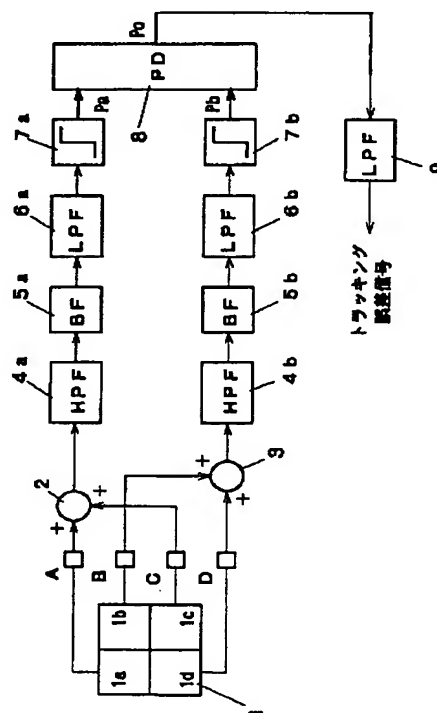 1a
1b
1c
1d
A
B
C
D
2
+
+
3
+
+
4a
HPF
5a
BF
6a
LPF
7a
Pa
4b
HPF
5b
BF
6b
LPF
7b
Pb
8
PD
Po
LPF
9
トラッキング
誤差信号